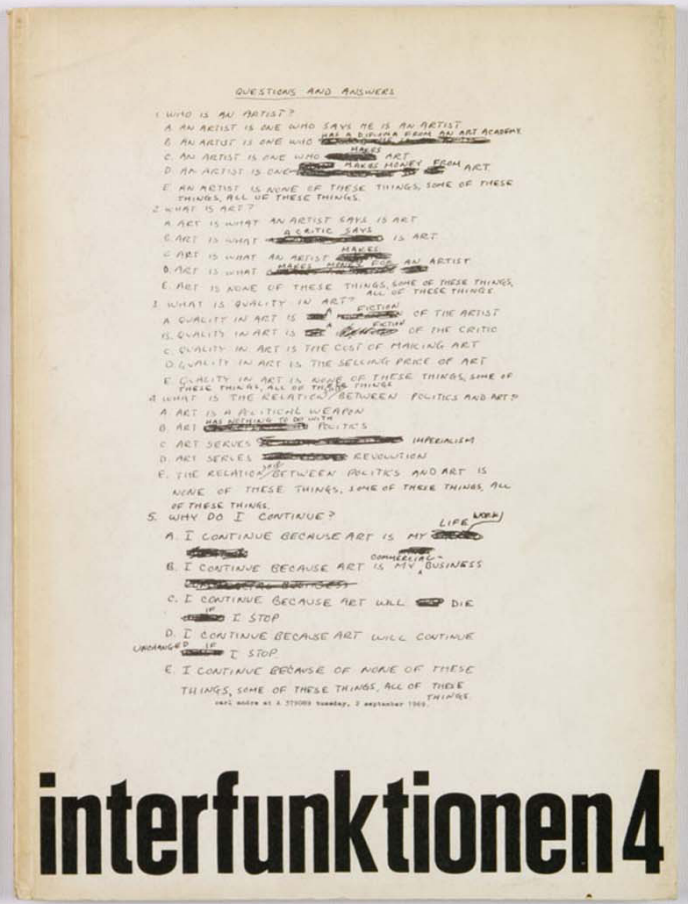 QUESTIONS AND ANSWERS
1 WHO IS AN ARTIST?
A. AN ARTIST IS ONE WHO SAYS HE IS AN ARTIST
B. AN ARTIST IS ONE WHO HAS A DIPLOMA FROM AN ART ACADEMY
C. AN ARTIST IS ONE WHO MAKES ART
D. AN ARTIST IS ONE MAKES MONEY FROM ART
E. AN ARTIST IS NONE OF THESE THINGS, SOME OF THESE
THINGS, ALL OF THESE THINGS.
2. WHAT IS ART?
A ART IS WHAT AN ARTIST SAYS IS ART
B. ART IS WHAT A CRITIC SAYS IS ART
C ART IS WHAT AN ARTIST MAKES
D. ART IS WHAT MAKES MONEY FOR AN ARTIST
E. ART IS NONE OF THESE THINGS, SOME OF THESE THINGS,
ALL OF THESE THINGS
3. WHAT IS QUALITY IN ART?
A QUALITY IN ART IS A FICTION OF THE ARTIST
B. QUALITY IN ART IS A FICTION OF THE CRITIC
C. QUALITY IN ART IS THE COST OF MAKING ART
D. QUALITY IN ART IS THE SELLING PRICE OF ART
E. QUALITY IN ART IS NONE OF THESE THINGS, SOME OF
THESE THINGS, ALL OF THESE THINGS
4 WHAT IS THE RELATIONSHIP BETWEEN POLITICS AND ART?
A. ART IS A POLITICAL WEAPON
B. ART HAS NOTHING TO DO WITH POLITICS
C ART SERVES IMPERIALISM
D. ART SERVES REVOLUTION
E. THE RELATIONSHIP BETWEEN POLITICS AND ART IS
NONE OF THESE THINGS, SOME OF THESE THINGS, ALL
OF THESE THINGS.
5. WHY DO I CONTINUE?
A. I CONTINUE BECAUSE ART IS MY LIFE WORK
B. I CONTINUE BECAUSE ART IS MY COMMERCIAL BUSINESS
C. I CONTINUE BECAUSE ART WILL DIE
IF I STOP
D. I CONTINUE BECAUSE ART WILL CONTINUE
UNCHANGED IF I STOP.
E. I CONTINUE BECAUSE OF NONE OF THESE
THINGS, SOME OF THESE THINGS, ALL OF THESE
THINGS.
carl andre at A 379089 tuesday, 2 september 1969.
interfunktionen 4